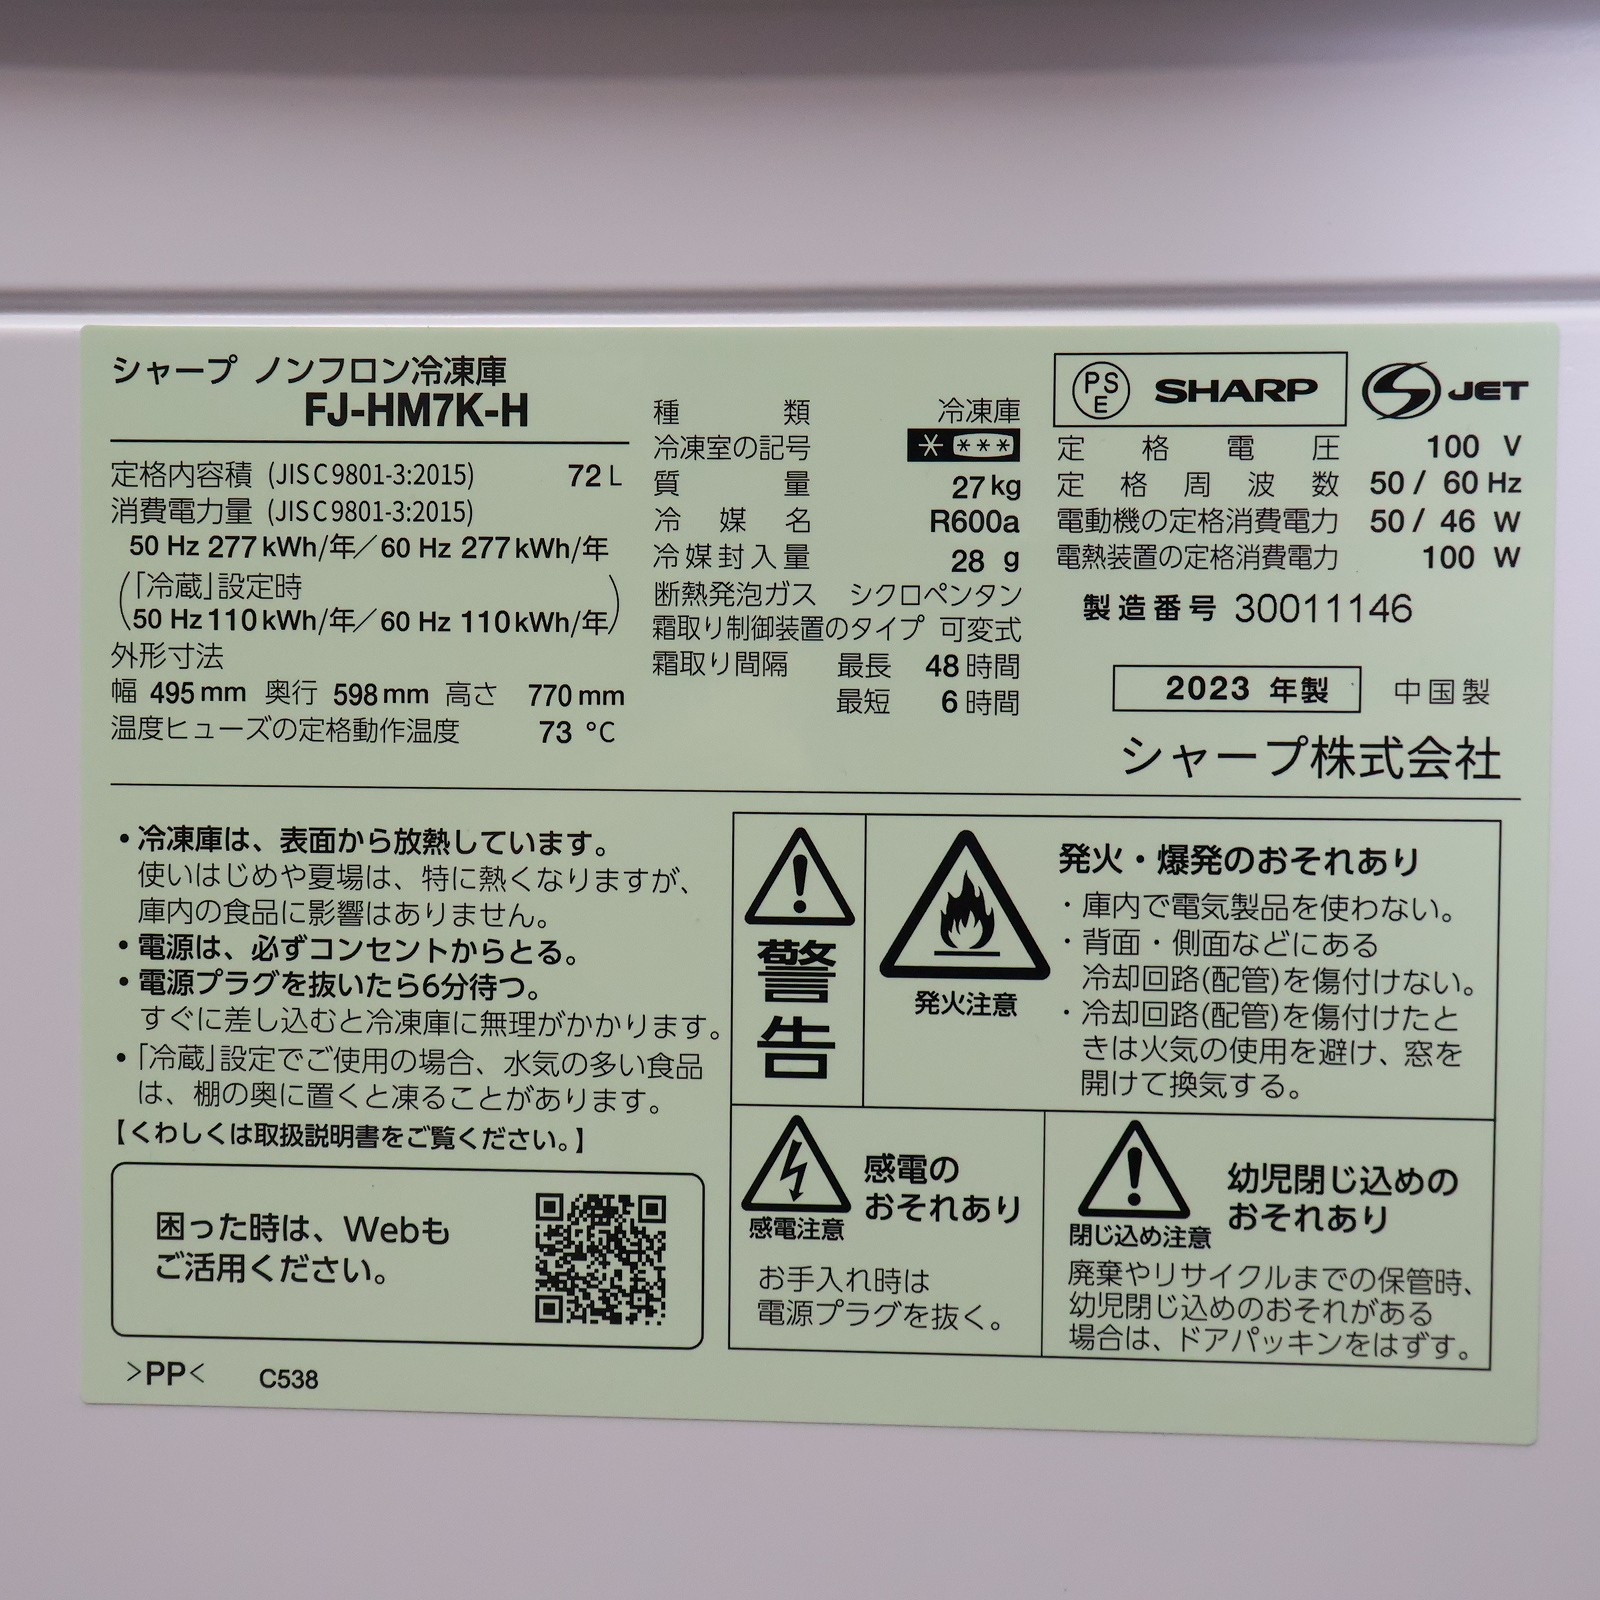 シャープ ノンフロン冷凍庫
FJ-HM7K-H
定格内容積 (JIS C 9801-3:2015) 72 L
消費電力量 (JIS C 9801-3:2015)
50 Hz 277 kWh/年／60 Hz 277 kWh/年
(「冷蔵」設定時
50 Hz 110 kWh/年／60 Hz 110 kWh/年)
外形寸法
幅 495 mm 奥行 598 mm 高さ 770 mm
温度ヒューズの定格動作温度 73 ℃
種類 冷凍庫
冷凍室の記号 * ***
質量 27 kg
冷媒名 R600a
冷媒封入量 28 g
断熱発泡ガス シクロペンタン
霜取り制御装置のタイプ 可変式
霜取り間隔 最長 48 時間
最短 6 時間
PSE SHARP JET
定格電圧 100 V
定格周波数 50 / 60 Hz
電動機の定格消費電力 50 / 46 W
電熱装置の定格消費電力 100 W
製造番号 30011146
2023 年製 中国製
シャープ株式会社
・冷凍庫は、表面から放熱しています。
使いはじめや夏場は、特に熱くなりますが、
庫内の食品に影響はありません。
・電源は、必ずコンセントからとる。
・電源プラグを抜いたら6分待つ。
すぐに差し込むと冷凍庫に無理がかかります。
・「冷蔵」設定でご使用の場合、水気の多い食品
は、棚の奥に置くと凍ることがあります。
【くわしくは取扱説明書をご覧ください。】
困った時は、Webも
ご活用ください。
>PP< C538
警告
発火注意
発火・爆発のおそれあり
・庫内で電気製品を使わない。
・背面・側面などにある
冷却回路(配管)を傷付けない。
・冷却回路(配管)を傷付けたと
きは火気の使用を避け、窓を
開けて換気する。
感電注意
感電の
おそれあり
お手入れ時は
電源プラグを抜く。
閉じ込め注意
幼児閉じ込めの
おそれあり
廃棄やリサイクルまでの保管時、
幼児閉じ込めのおそれがある
場合は、ドアパッキンをはずす。